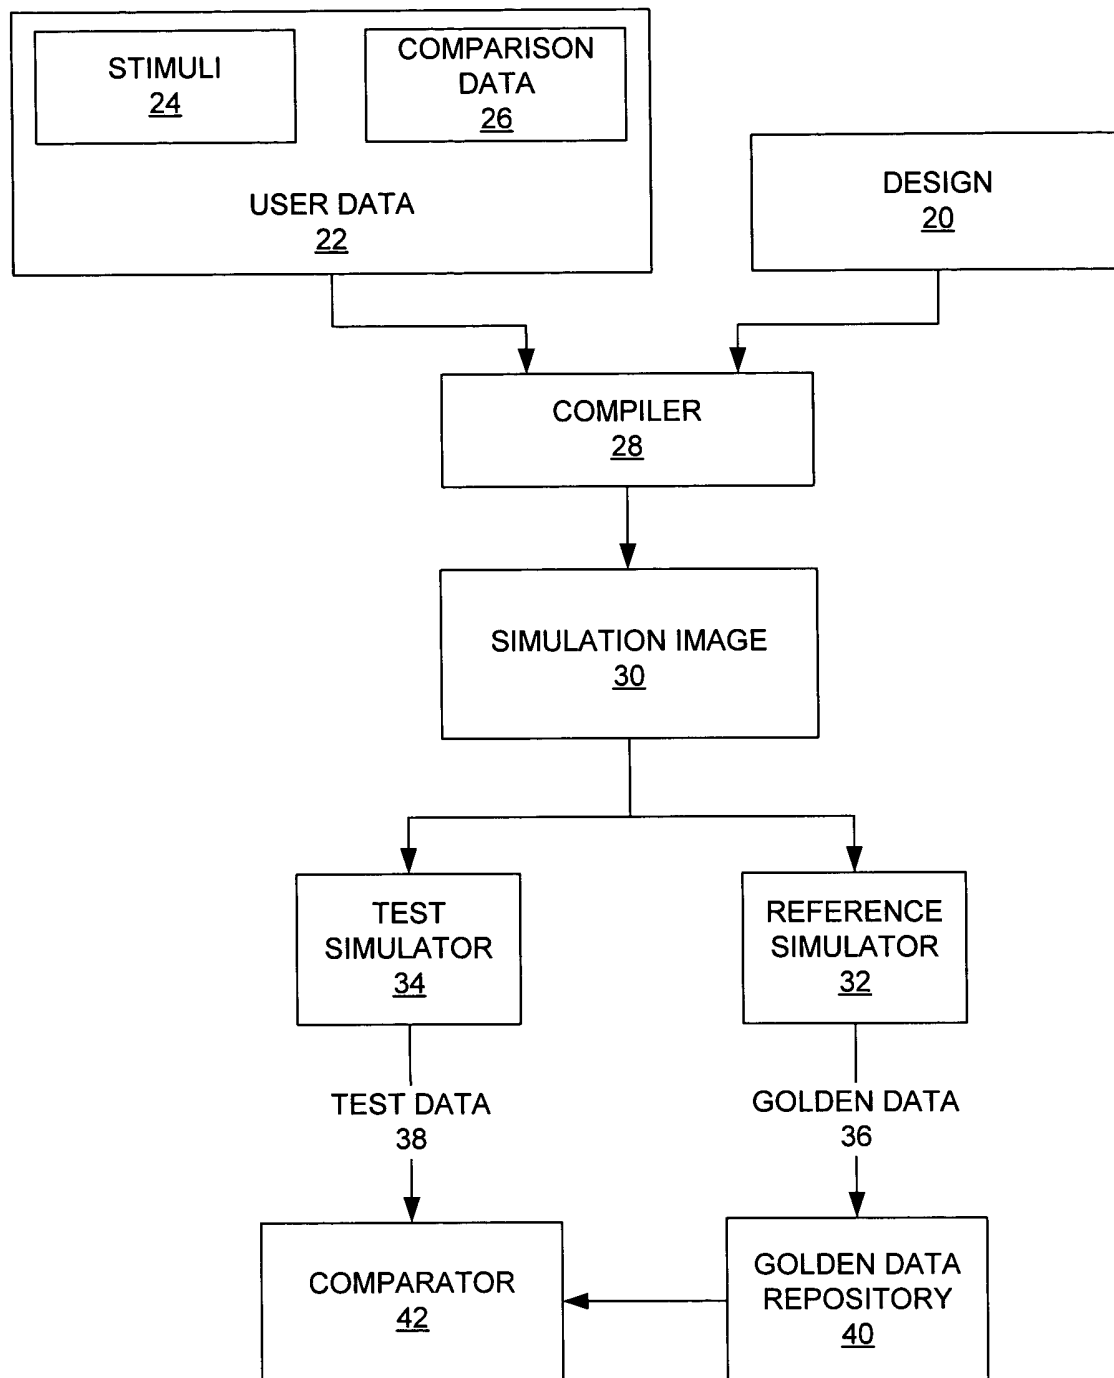 STIMULI
24
COMPARISON
DATA
26
USER DATA
22
DESIGN
20
COMPILER
28
SIMULATION IMAGE
30
TEST
SIMULATOR
34
REFERENCE
SIMULATOR
32
TEST DATA
38
GOLDEN DATA
36
COMPARATOR
42
GOLDEN DATA
REPOSITORY
40